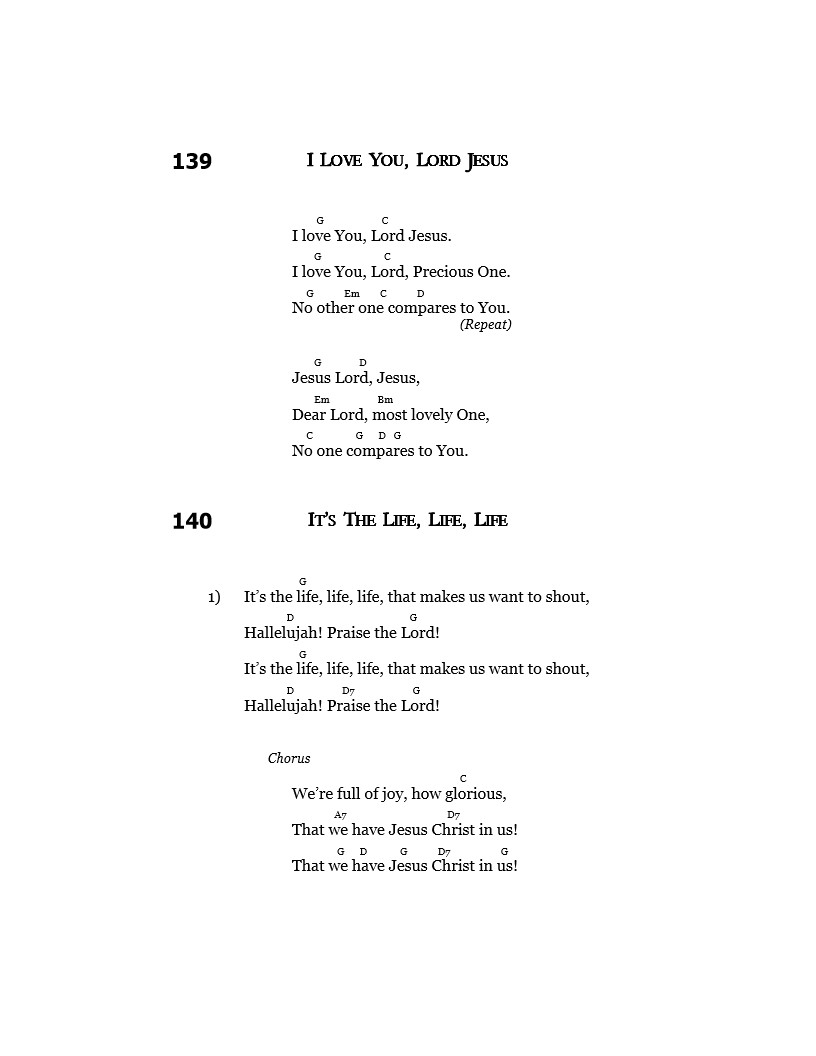 139 I LOVE YOU, LORD JESUS
G C
I love You, Lord Jesus.
G C
I love You, Lord, Precious One.
G Em C D
No other one compares to You.
(Repeat)
G D
Jesus Lord, Jesus,
Em Bm
Dear Lord, most lovely One,
C G D G
No one compares to You.
140 IT’S THE LIFE, LIFE, LIFE
G
1) It’s the life, life, life, that makes us want to shout,
D G
Hallelujah! Praise the Lord!
G
It’s the life, life, life, that makes us want to shout,
D D7 G
Hallelujah! Praise the Lord!
Chorus
C
We’re full of joy, how glorious,
A7 D7
That we have Jesus Christ in us!
G D G D7 G
That we have Jesus Christ in us!